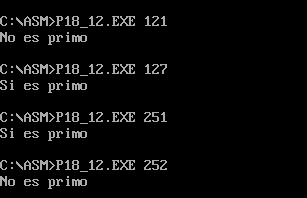 C:\ASM>P18_12.EXE 121
No es primo
C:\ASM>P18_12.EXE 127
Si es primo
C:\ASM>P18_12.EXE 251
Si es primo
C:\ASM>P18_12.EXE 252
No es primo